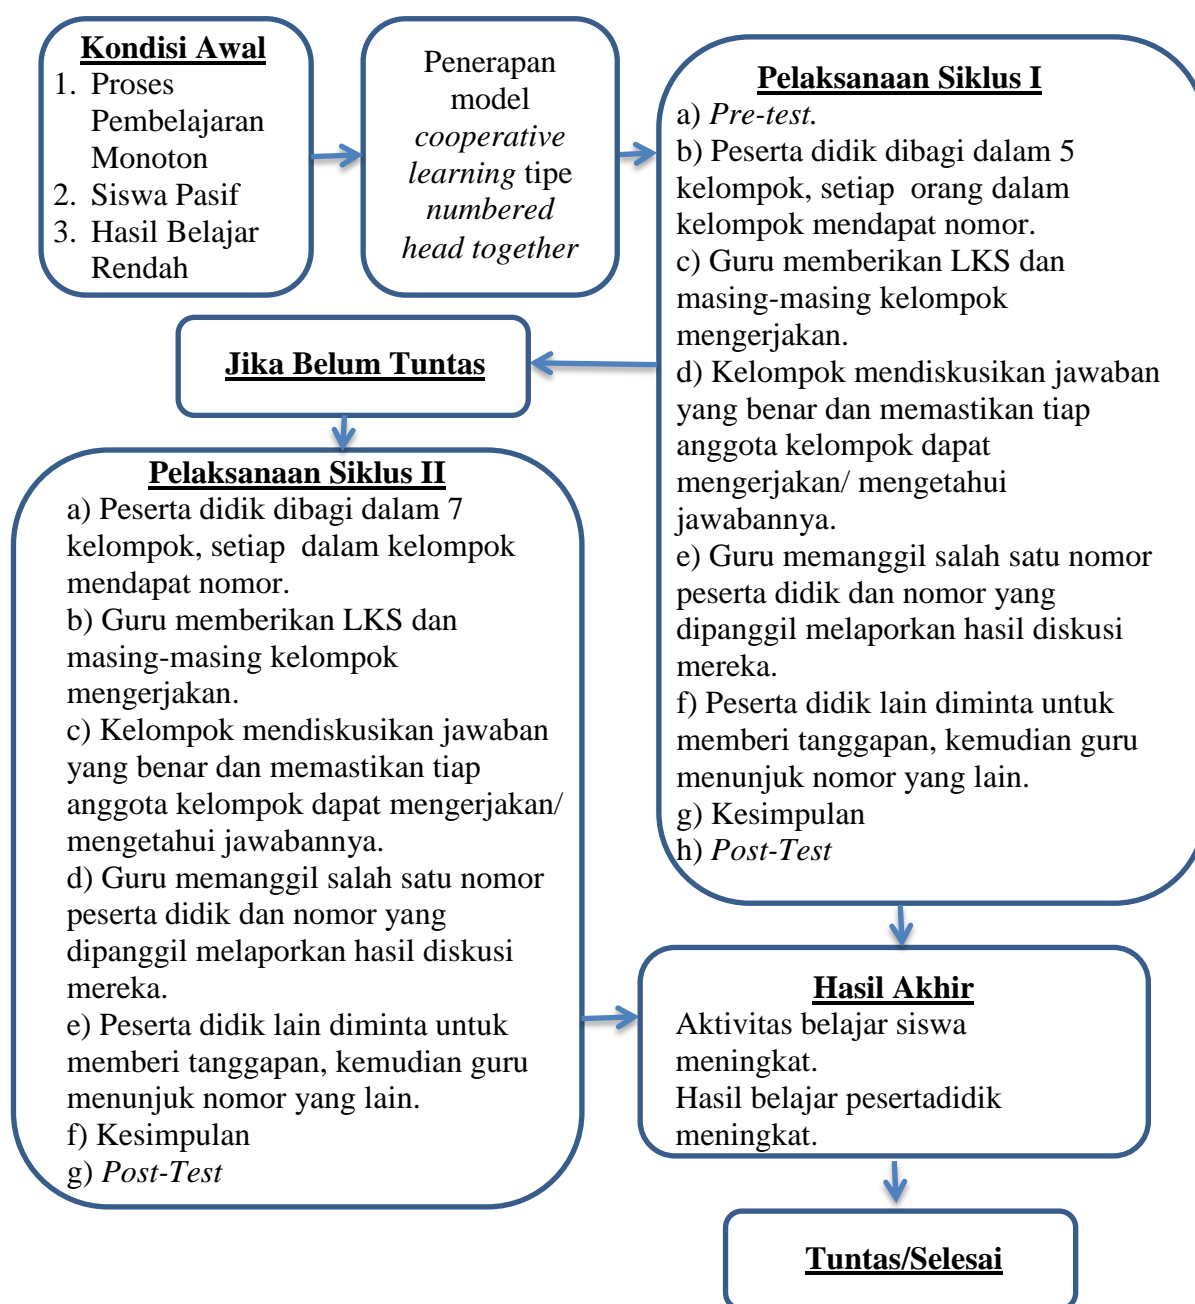 Kondisi Awal
1. Proses
Pembelajaran
Monoton
2. Siswa Pasif
3. Hasil Belajar
Rendah
Penerapan
model
cooperative
learning tipe
numbered
head together
Pelaksanaan Siklus I
a) Pre-test.
b) Peserta didik dibagi dalam 5
kelompok, setiap orang dalam
kelompok mendapat nomor.
c) Guru memberikan LKS dan
masing-masing kelompok
mengerjakan.
d) Kelompok mendiskusikan jawaban
yang benar dan memastikan tiap
anggota kelompok dapat
mengerjakan/ mengetahui
jawabannya.
e) Guru memanggil salah satu nomor
peserta didik dan nomor yang
dipanggil melaporkan hasil diskusi
mereka.
f) Peserta didik lain diminta untuk
memberi tanggapan, kemudian guru
menunjuk nomor yang lain.
g) Kesimpulan
h) Post-Test
Jika Belum Tuntas
Pelaksanaan Siklus II
a) Peserta didik dibagi dalam 7
kelompok, setiap dalam kelompok
mendapat nomor.
b) Guru memberikan LKS dan
masing-masing kelompok
mengerjakan.
c) Kelompok mendiskusikan jawaban
yang benar dan memastikan tiap
anggota kelompok dapat mengerjakan/
mengetahui jawabannya.
d) Guru memanggil salah satu nomor
peserta didik dan nomor yang
dipanggil melaporkan hasil diskusi
mereka.
e) Peserta didik lain diminta untuk
memberi tanggapan, kemudian guru
menunjuk nomor yang lain.
f) Kesimpulan
g) Post-Test
Hasil Akhir
Aktivitas belajar siswa
meningkat.
Hasil belajar pesertadidik
meningkat.
Tuntas/Selesai